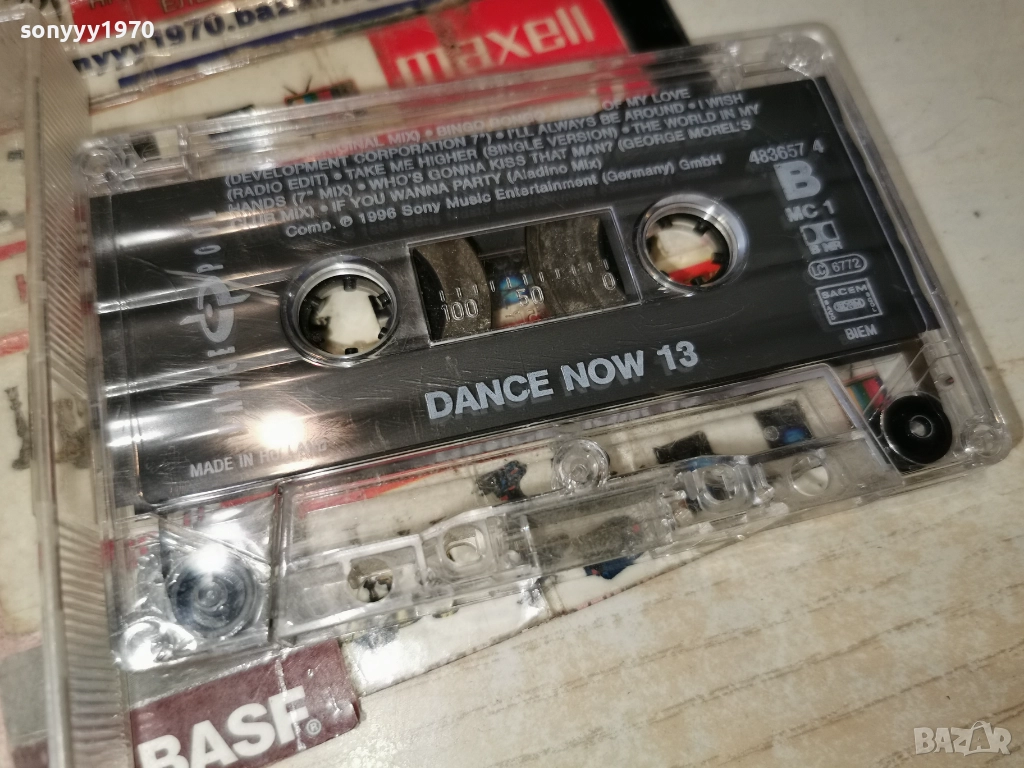 sonyyy1970
maxell
MIX) • BINGO OF MY LOVE
(DEVELOPMENT CORPORATION 7") • I'LL ALWAYS BE AROUND • I WISH
(RADIO EDIT) • TAKE ME HIGHER (SINGLE VERSION) • THE WORLD IN MY
HANDS (7" MIX) • WHO'S GONNA KISS THAT MAN? (GEORGE MOREL'S
MIX) • IF YOU WANNA PARTY (Aladino Mix)
Comp. ℗ © 1996 Sony Music Entertainment (Germany) GmbH
483657 4
B
MC 1
B NR
LC 6772
SACEM
BIEM
100 50 0
DANCE NOW 13
MADE IN HOLLAND
BASF®
BAZAR